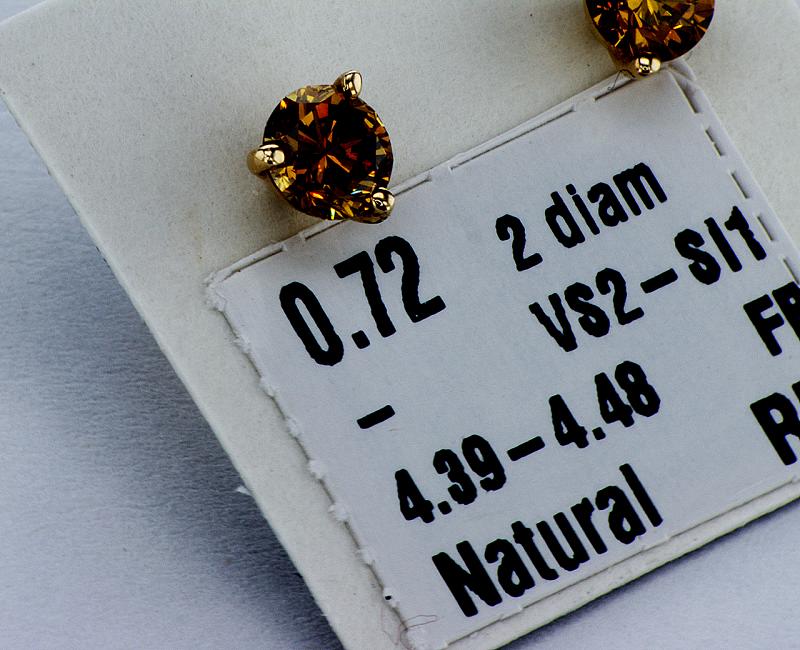 0.72 2 diam
VS2-SI1
-
4.39-4.48
Natural